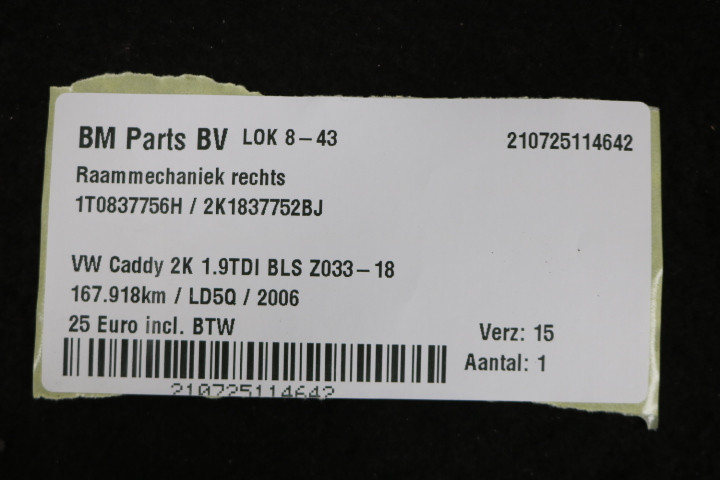 BM Parts BV LOK 8-43 210725114642
Raammechaniek rechts
1T0837756H / 2K1837752BJ
VW Caddy 2K 1.9TDI BLS Z033-18
167.918km / LD5Q / 2006
25 Euro incl. BTW
Verz: 15
Aantal: 1
210725114642